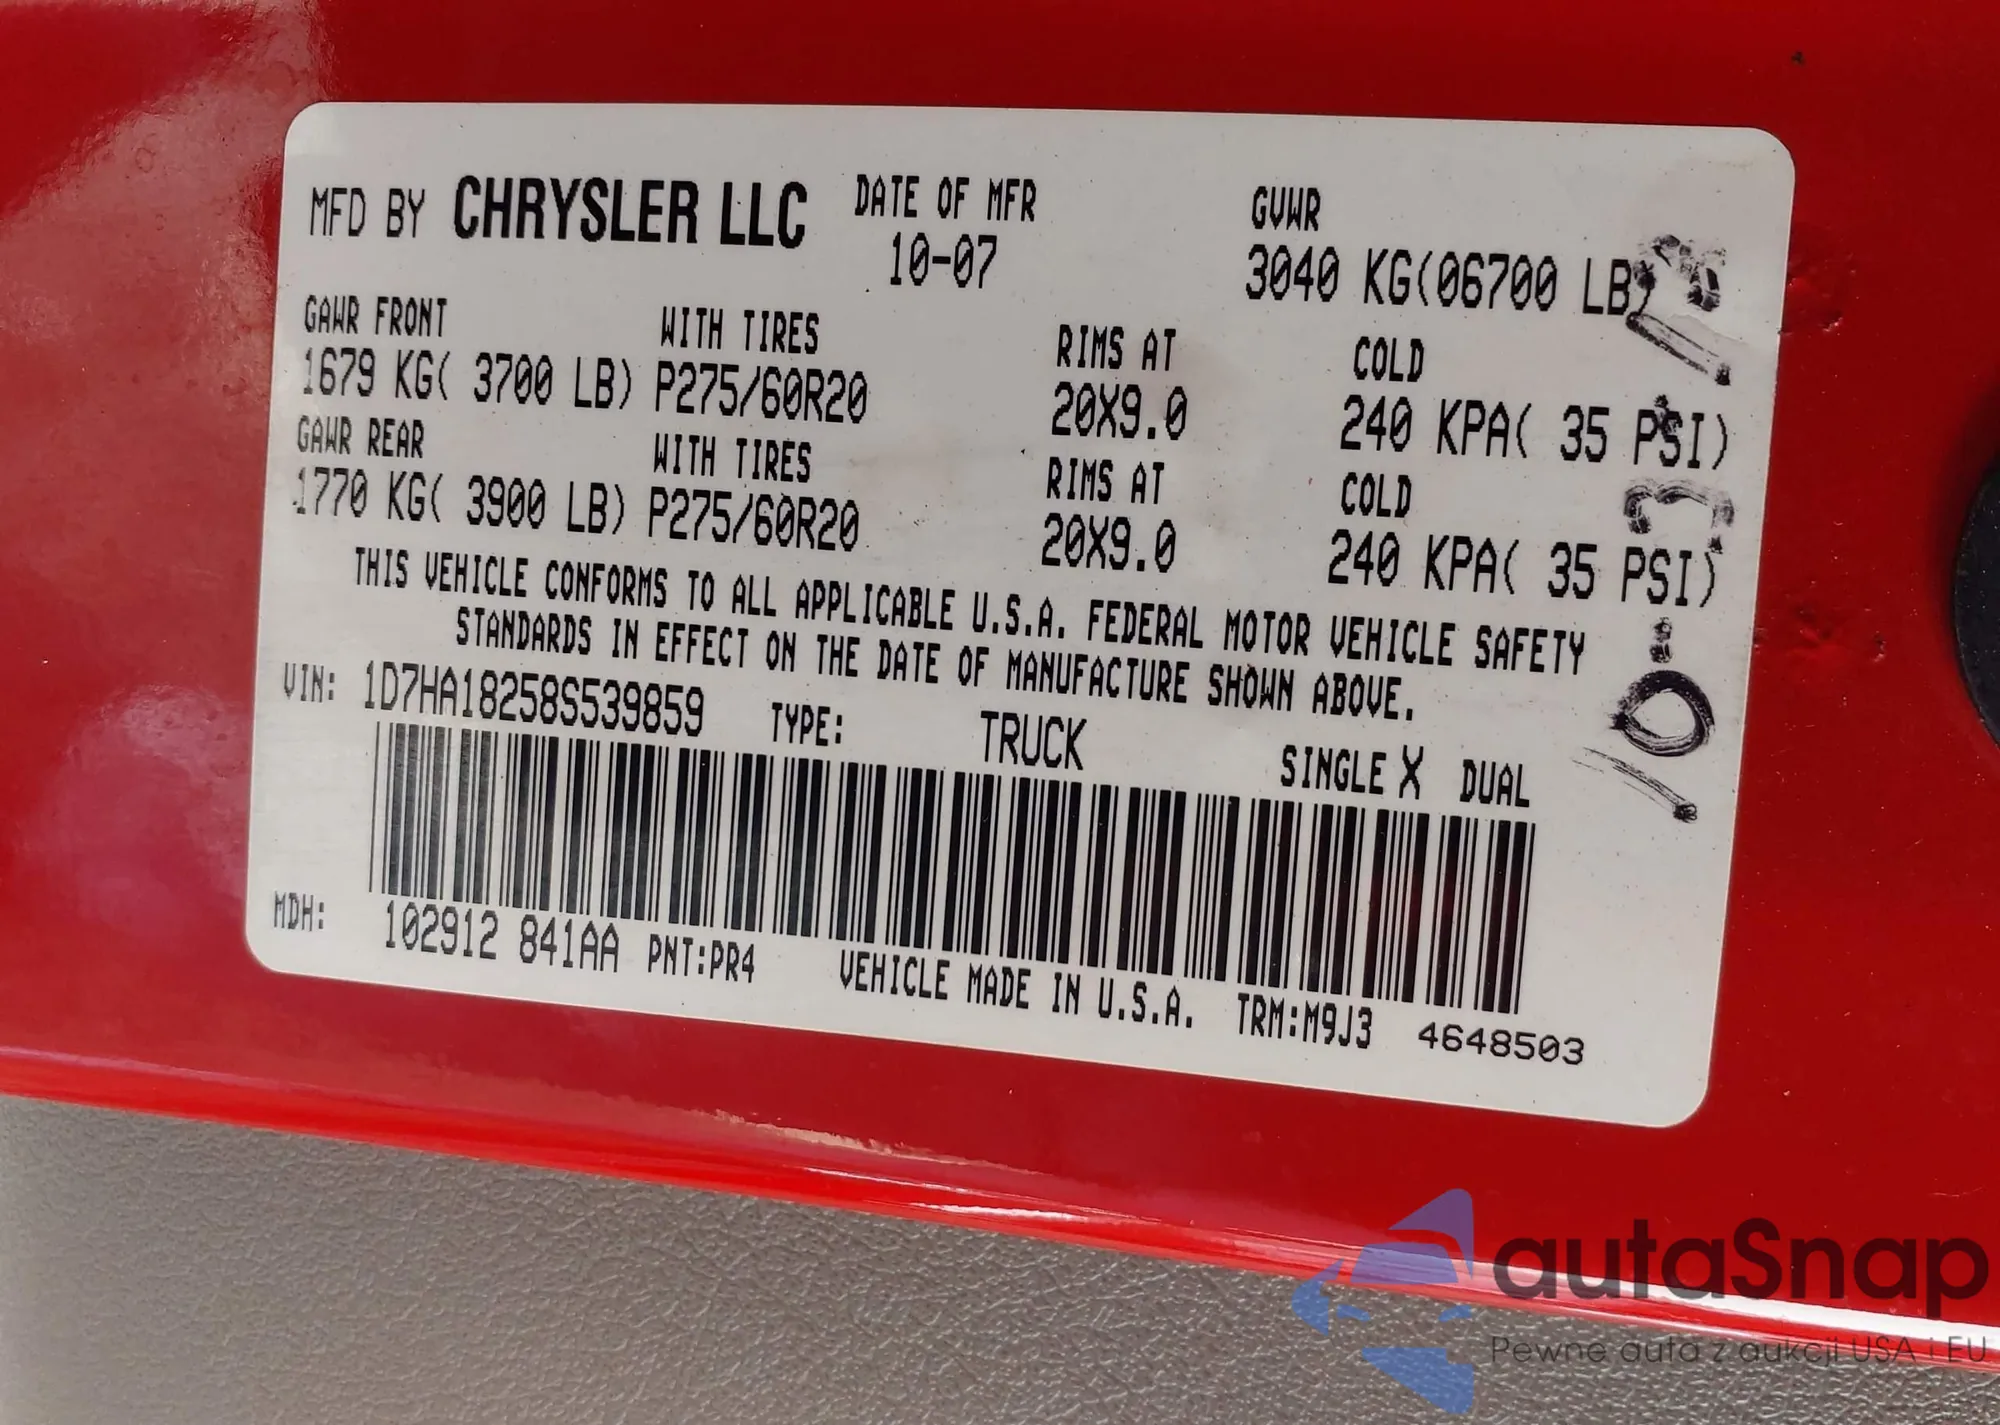 MFD BY CHRYSLER LLC DATE OF MFR GVWR
10-07 3040 KG(06700 LB)
GAWR FRONT WITH TIRES RIMS AT COLD
1679 KG( 3700 LB) P275/60R20 20X9.0 240 KPA( 35 PSI)
GAWR REAR WITH TIRES RIMS AT COLD
1770 KG( 3900 LB) P275/60R20 20X9.0 240 KPA( 35 PSI)
THIS VEHICLE CONFORMS TO ALL APPLICABLE U.S.A. FEDERAL MOTOR VEHICLE SAFETY
STANDARDS IN EFFECT ON THE DATE OF MANUFACTURE SHOWN ABOVE.
VIN: 1D7HA18258S539859 TYPE: TRUCK SINGLE X DUAL
MDH: 102912 841AA PNT:PR4 VEHICLE MADE IN U.S.A. TRM:M9J3 4648503
autaSnap
Pewne auta z aukcji USA i EU